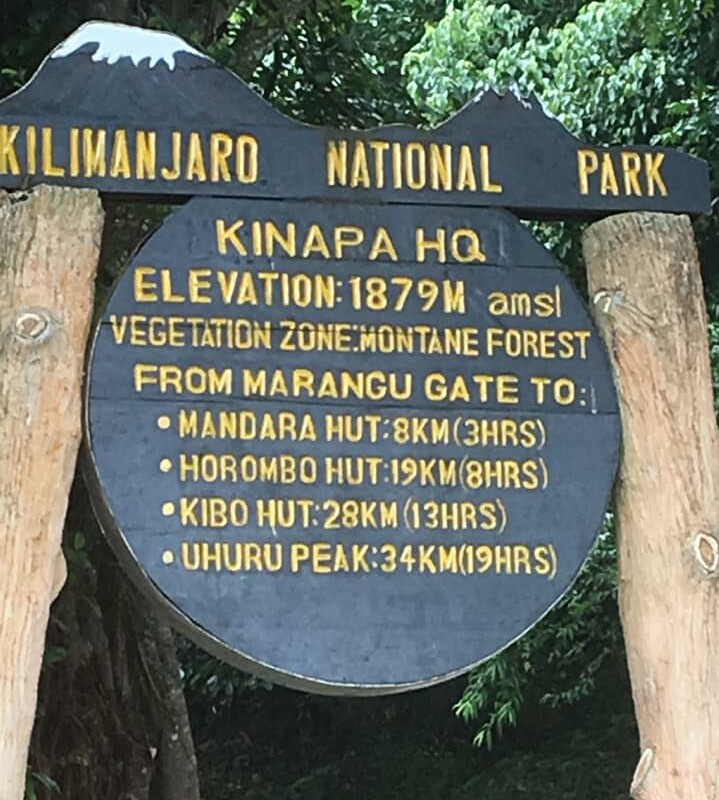 KILIMANJARO NATIONAL PARK
KINAPA HQ
ELEVATION: 1879M amsl
VEGETATION ZONE:MONTANE FOREST
FROM MARANGU GATE TO:
• MANDARA HUT:8KM(3HRS)
• HOROMBO HUT:19KM(8HRS)
• KIBO HUT:28KM(13HRS)
• UHURU PEAK:34KM(19HRS)